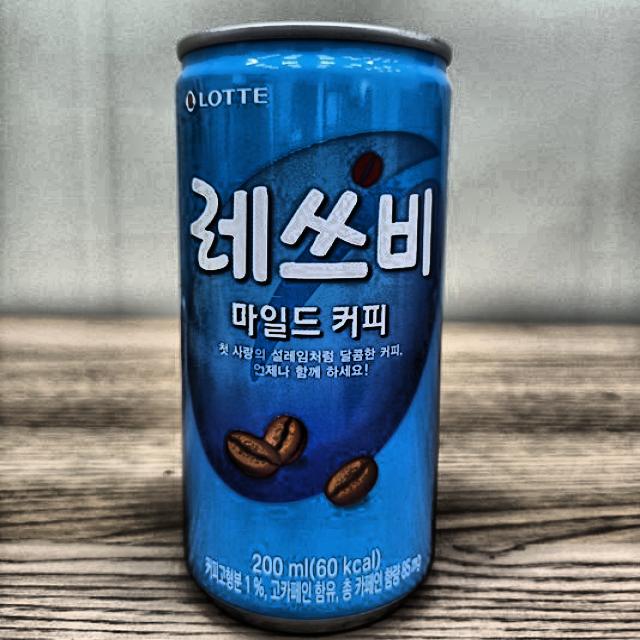 LOTTE
레쓰비
마일드 커피
첫 사랑의 설레임처럼 달콤한 커피.
언제나 함께 하세요!
200 ml(60 kcal)
커피고형분 1%, 고카페인 함유, 총 카페인 함량 85mg